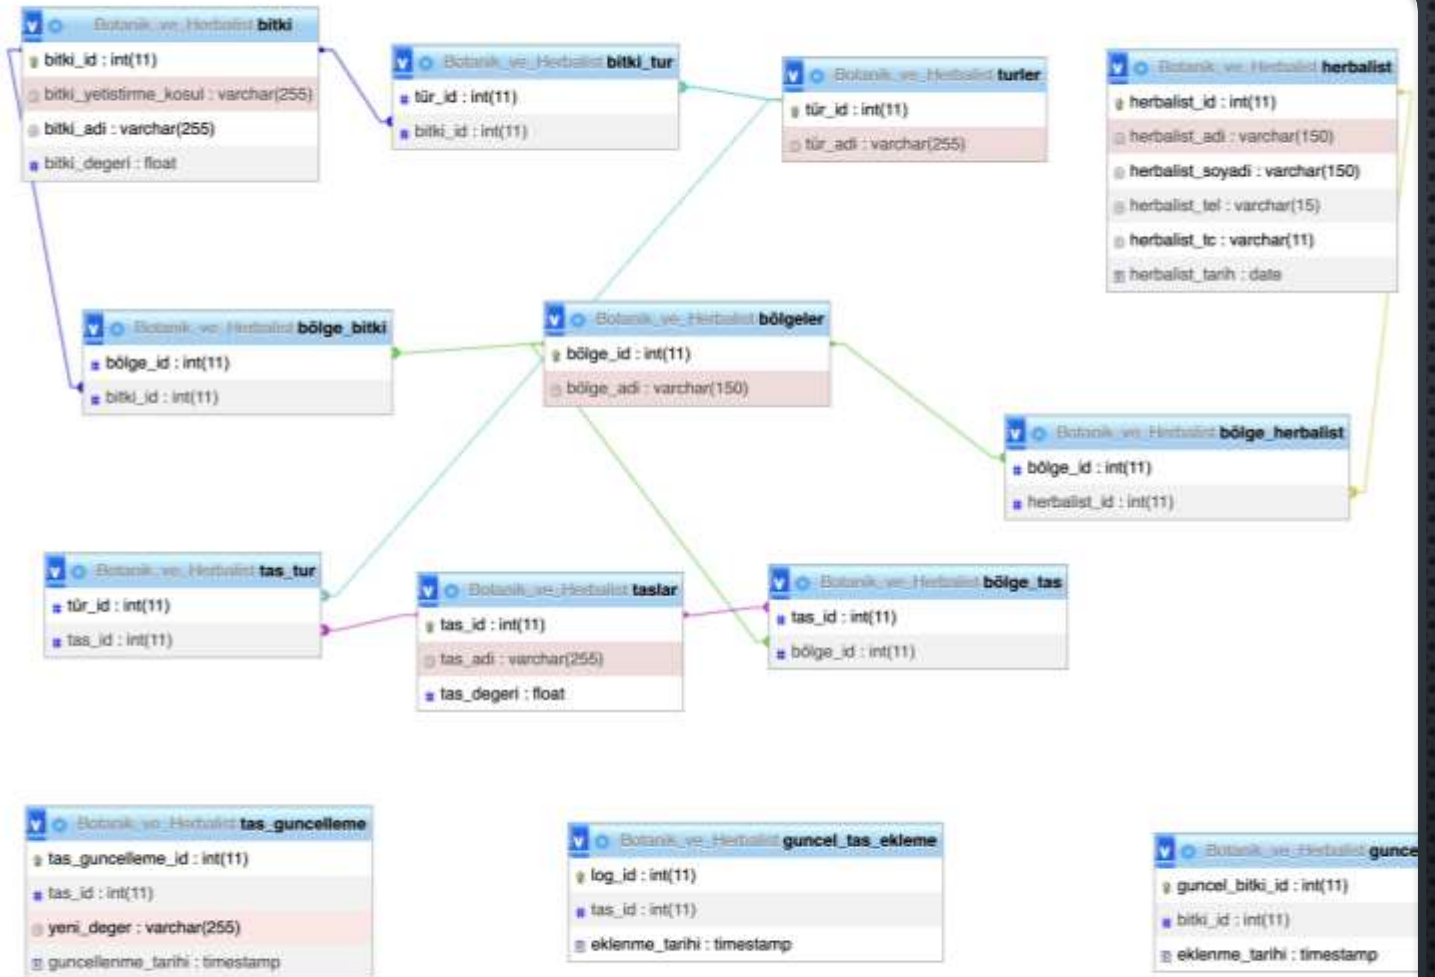 Botanik_ve_Herbalist bitki
bitki_id : int(11)
bitki_yetistirme_kosul : varchar(255)
bitki_adi : varchar(255)
bitki_degeri : float
Botanik_ve_Herbalist bitki_tur
tür_id : int(11)
bitki_id : int(11)
Botanik_ve_Herbalist turler
tür_id : int(11)
tür_adi : varchar(255)
Botanik_ve_Herbalist herbalist
herbalist_id : int(11)
herbalist_adi : varchar(150)
herbalist_soyadi : varchar(150)
herbalist_tel : varchar(15)
herbalist_tc : varchar(11)
herbalist_tarih : date
Botanik_ve_Herbalist bölge_bitki
bölge_id : int(11)
bitki_id : int(11)
Botanik_ve_Herbalist bölgeler
bölge_id : int(11)
bölge_adi : varchar(150)
Botanik_ve_Herbalist bölge_herbalist
bölge_id : int(11)
herbalist_id : int(11)
Botanik_ve_Herbalist tas_tur
tür_id : int(11)
tas_id : int(11)
Botanik_ve_Herbalist taslar
tas_id : int(11)
tas_adi : varchar(255)
tas_degeri : float
Botanik_ve_Herbalist bölge_tas
tas_id : int(11)
bölge_id : int(11)
Botanik_ve_Herbalist tas_guncelleme
tas_guncelleme_id : int(11)
tas_id : int(11)
yeni_deger : varchar(255)
guncellenme_tarihi : timestamp
Botanik_ve_Herbalist guncel_tas_ekleme
log_id : int(11)
tas_id : int(11)
eklenme_tarihi : timestamp
Botanik_ve_Herbalist gunce
guncel_bitki_id : int(11)
bitki_id : int(11)
eklenme_tarihi : timestamp